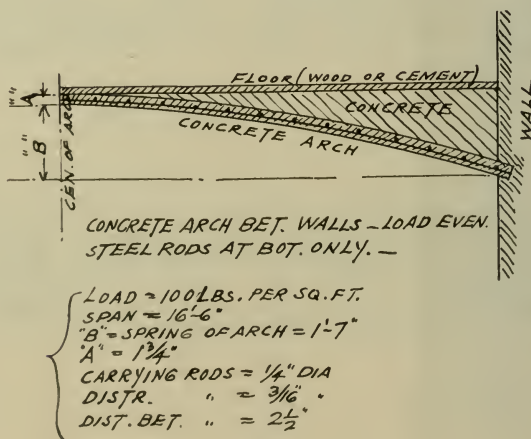 FLOOR (WOOD OR CEMENT)
CONCRETE
CONCRETE ARCH
WALL
"A"
"B"
CEN. OF ARCH
CONCRETE ARCH BET. WALLS – LOAD EVEN.
STEEL RODS AT BOT. ONLY. –
LOAD = 100 LBS. PER SQ. FT.
SPAN = 16'-6"
"B" = SPRING OF ARCH = 1'-7"
"A" = 1 3/4"
CARRYING RODS = 1/4" DIA
DISTR. " = 3/16" "
DIST. BET. " = 2 1/2"